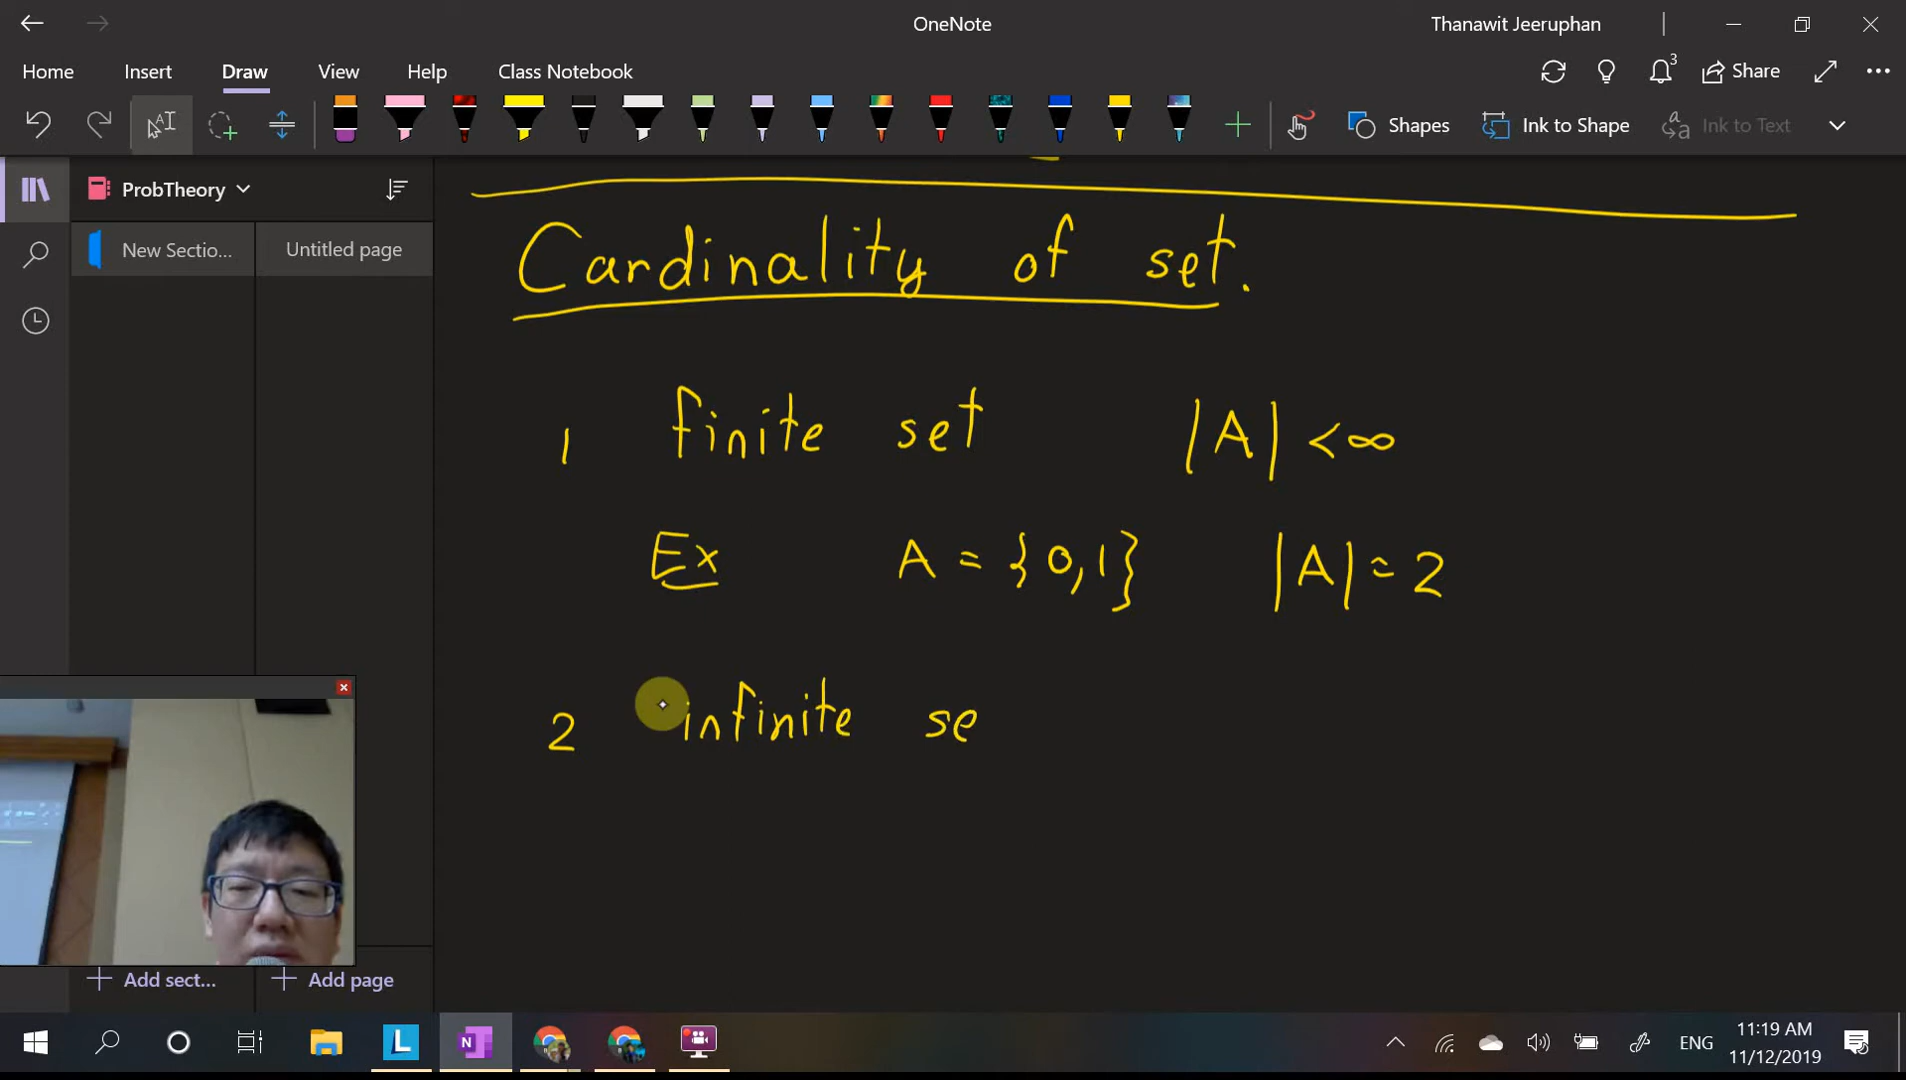 OneNote
Thanawit Jeeruphan
Home Insert Draw View Help Class Notebook
3
Share
Shapes
Ink to Shape
Ink to Text
ProbTheory
New Sectio...
Untitled page
Cardinality of set.
1 finite set |A| < ∞
Ex A = {0,1} |A| = 2
2 infinite se
Add sect...
Add page
L
N
ENG
11:19 AM
11/12/2019